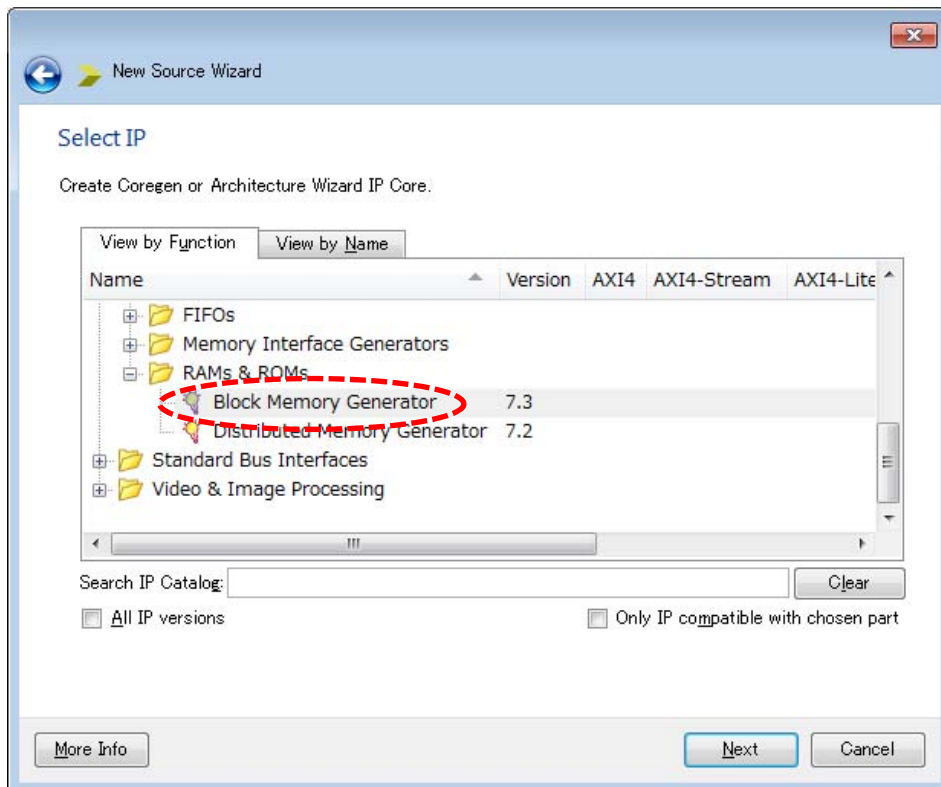 New Source Wizard
Select IP
Create Coregen or Architecture Wizard IP Core.
View by Function View by Name
Name Version AXI4 AXI4-Stream AXI4-Lite
FIFOs
Memory Interface Generators
RAMs & ROMs
Block Memory Generator 7.3
Distributed Memory Generator 7.2
Standard Bus Interfaces
Video & Image Processing
Search IP Catalog: Clear
All IP versions Only IP compatible with chosen part
More Info Next Cancel